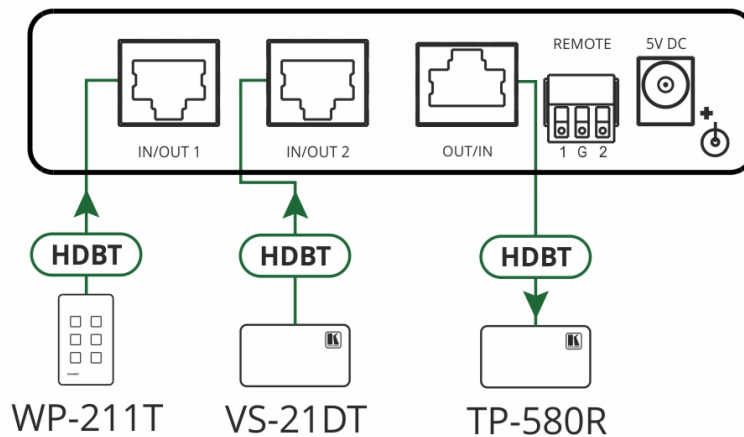 REMOTE 5V DC
IN/OUT 1 IN/OUT 2 OUT/IN 1 G 2 +
HDBT HDBT HDBT
K K
WP-211T VS-21DT TP-580R